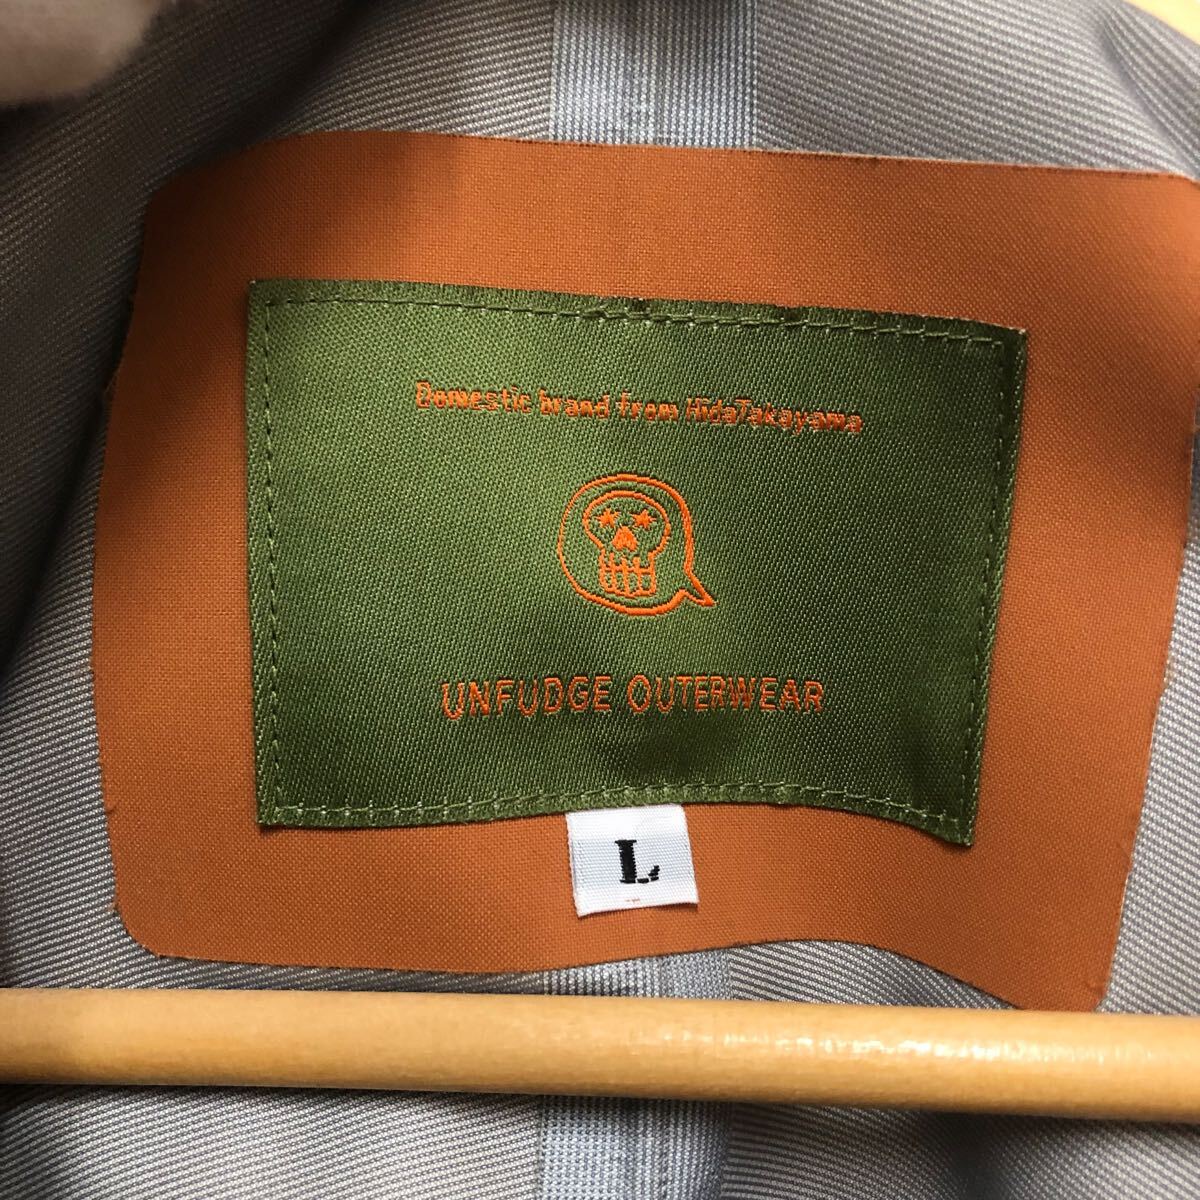 Domestic brand from HidaTakayama
UNFUDGE OUTERWEAR
L